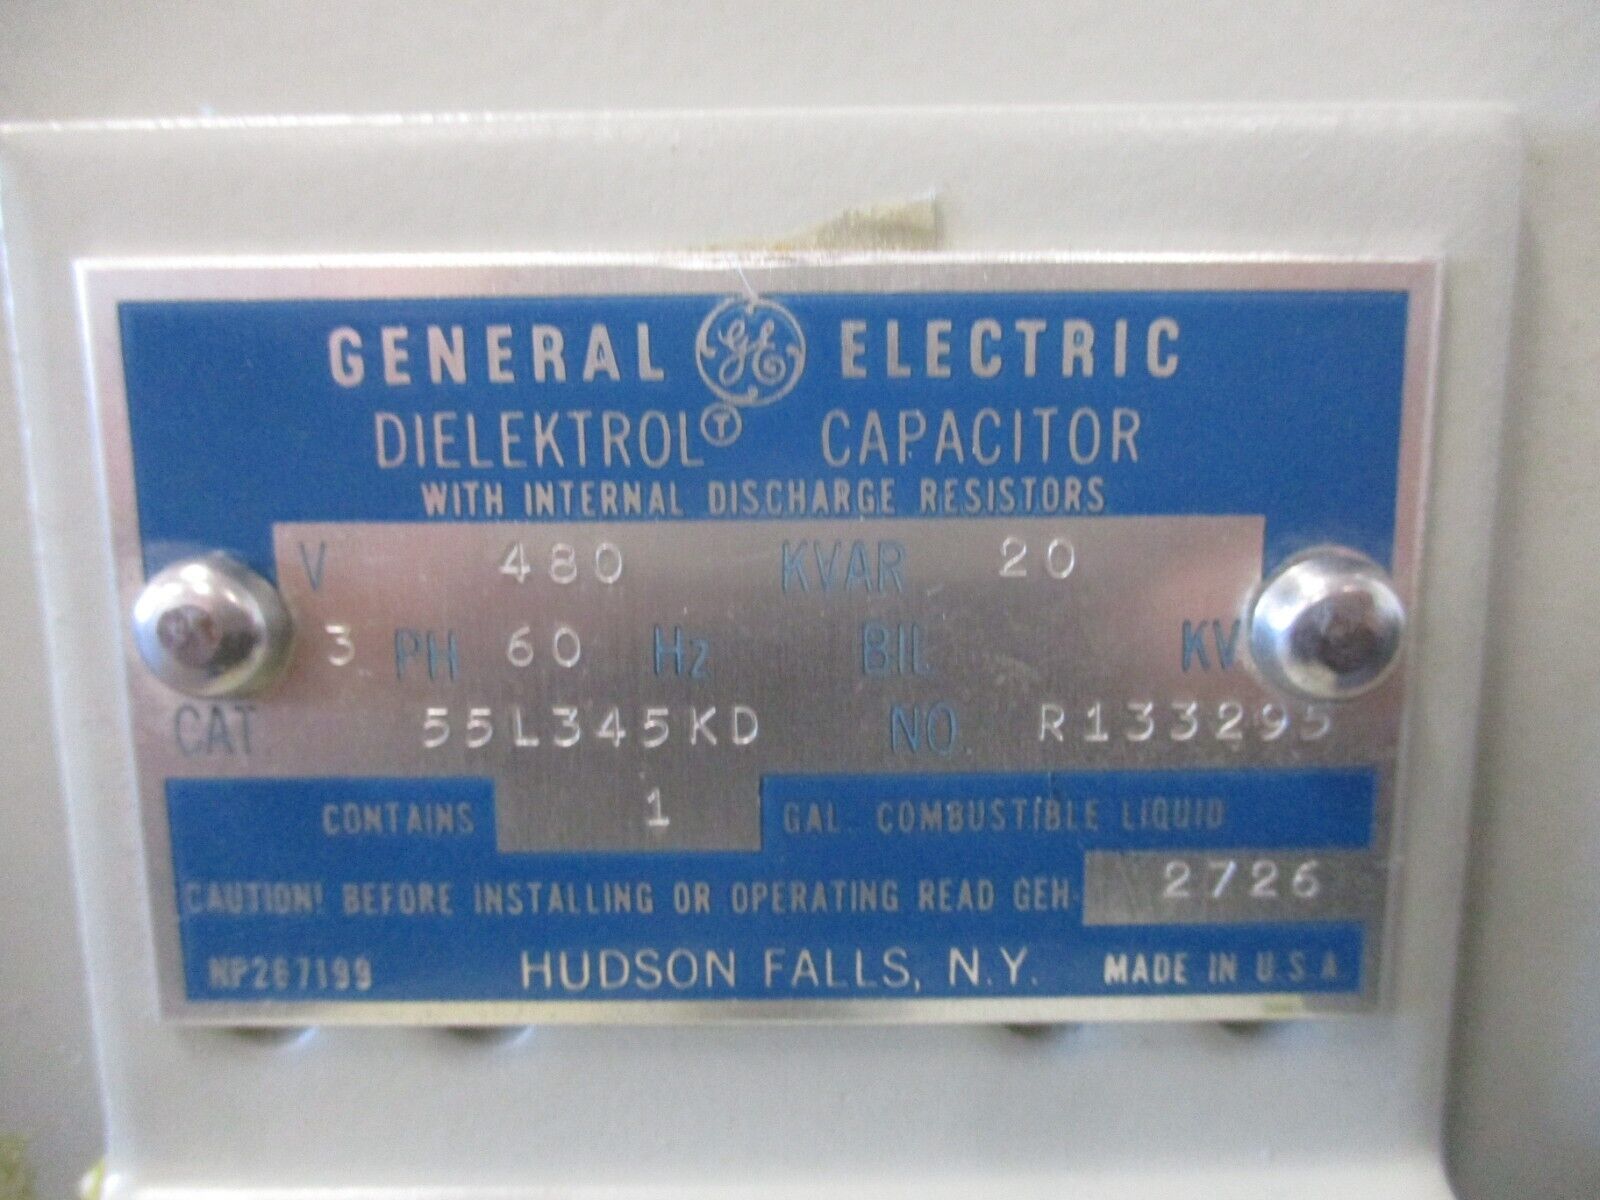 GENERAL GE ELECTRIC
DIELEKTROL Ⓣ CAPACITOR
WITH INTERNAL DISCHARGE RESISTORS
V 480 KVAR 20
3 PH 60 Hz BIL KV
CAT 55L345KD NO. R133295
CONTAINS 1 GAL. COMBUSTIBLE LIQUID
CAUTION! BEFORE INSTALLING OR OPERATING READ GEH- 2726
NP267199 HUDSON FALLS, N.Y. MADE IN U.S.A